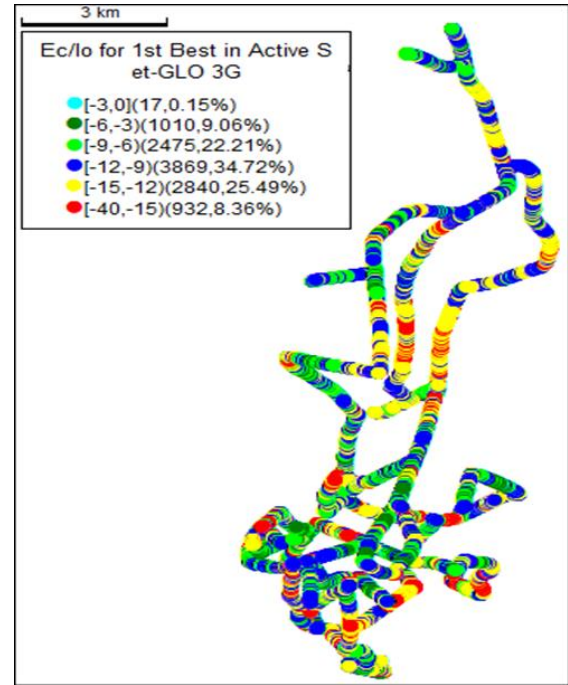 3 km
Ec/Io for 1st Best in Active S
et-GLO 3G
[-3,0](17,0.15%)
[-6,-3)(1010,9.06%)
[-9,-6)(2475,22.21%)
[-12,-9)(3869,34.72%)
[-15,-12)(2840,25.49%)
[-40,-15)(932,8.36%)